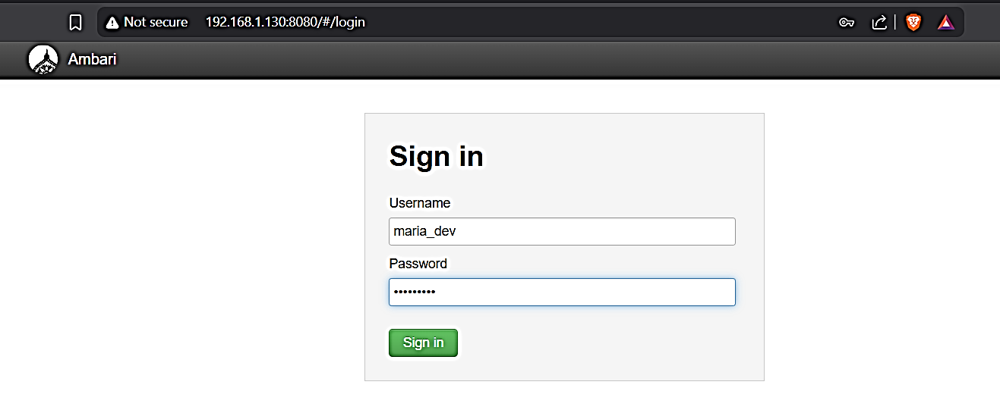 Not secure 192.168.1.130:8080/#/login
Ambari
Sign in
Username
maria_dev
Password
•••••••••
Sign in